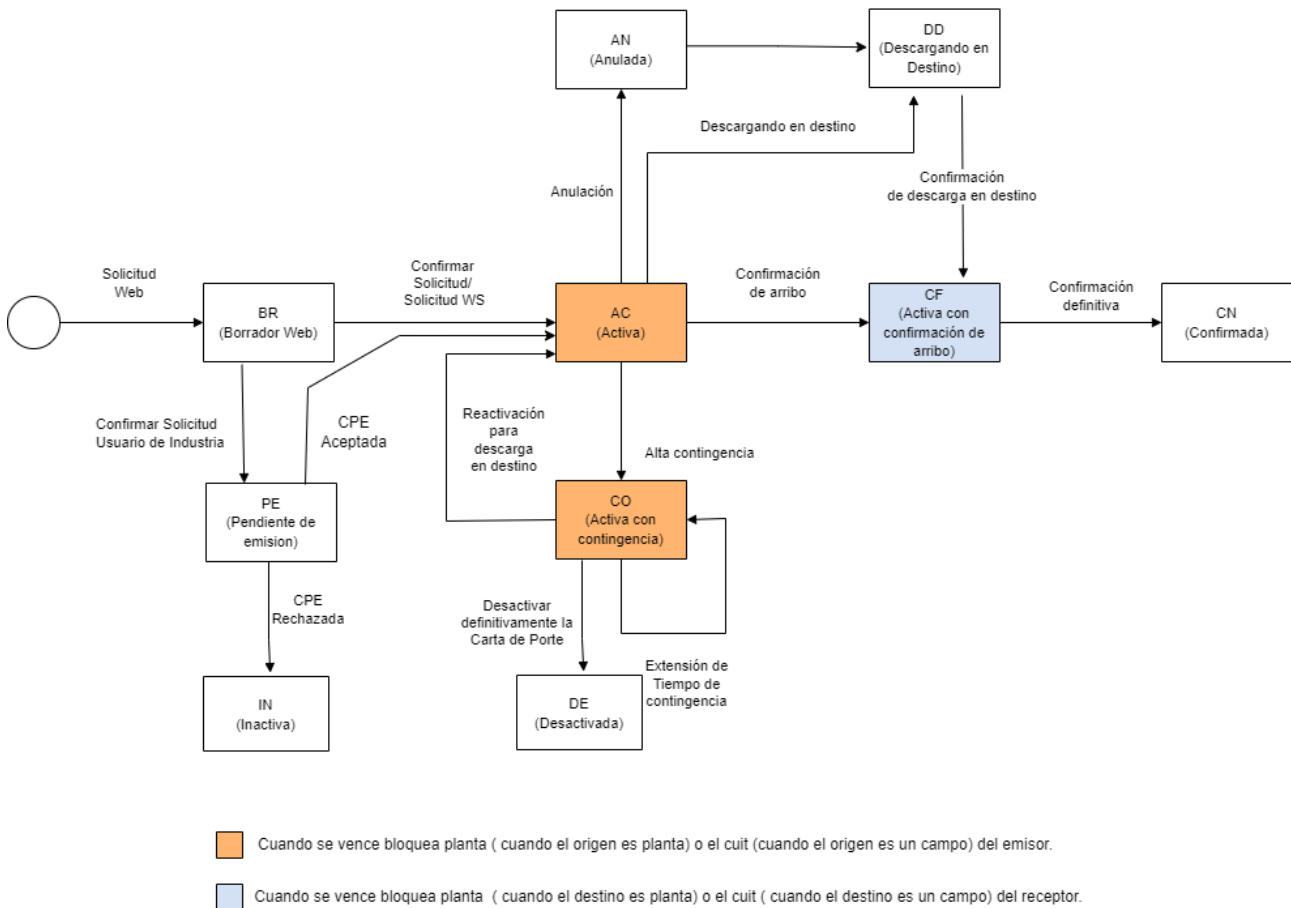 AN
(Anulada)
DD
(Descargando en
Destino)
Descargando en destino
Anulación
Confirmación
de descarga en destino
Solicitud
Web
Confirmar
Solicitud/
Solicitud WS
Confirmación
de arribo
Confirmación
definitiva
BR
(Borrador Web)
AC
(Activa)
CF
(Activa con
confirmación de
arribo)
CN
(Confirmada)
Confirmar Solicitud
Usuario de Industria
CPE
Aceptada
Reactivación
para
descarga
en destino
Alta contingencia
PE
(Pendiente de
emision)
CO
(Activa con
contingencia)
CPE
Rechazada
Desactivar
definitivamente la
Carta de Porte
Extensión de
Tiempo de
contingencia
IN
(Inactiva)
DE
(Desactivada)
Cuando se vence bloquea planta ( cuando el origen es planta) o el cuit (cuando el origen es un campo) del emisor.
Cuando se vence bloquea planta ( cuando el destino es planta) o el cuit ( cuando el destino es un campo) del receptor.